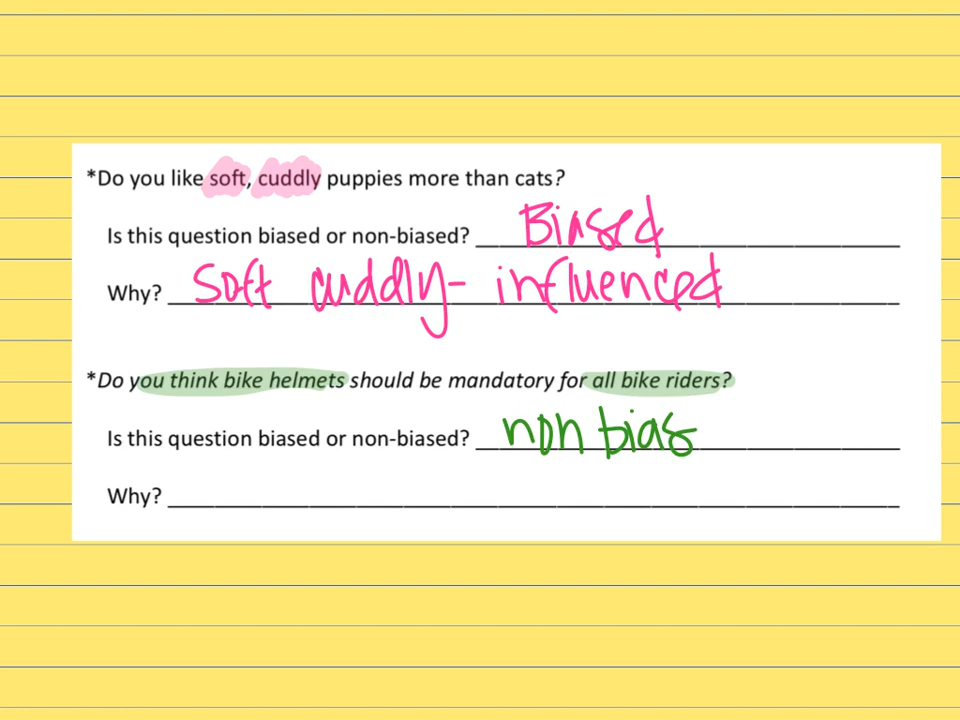 *Do you like soft, cuddly puppies more than cats?
Is this question biased or non-biased? Biased
Why? Soft cuddly- influenced
*Do you think bike helmets should be mandatory for all bike riders?
Is this question biased or non-biased? non bias
Why?